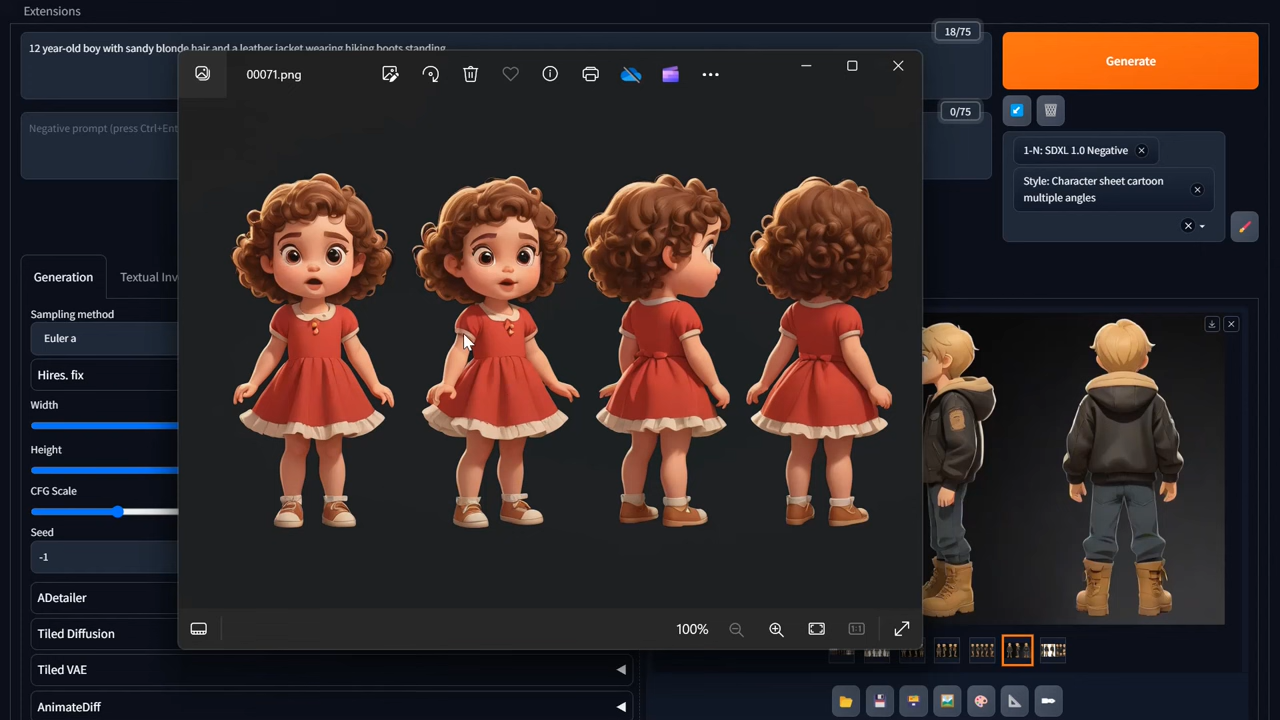 Extensions
18/75
12 year-old boy with sandy blonde hair and a leather jacket wearing hiking boots standing
Generate
00071.png
0/75
Negative prompt (press Ctrl+Ent
1-N: SDXL 1.0 Negative
Style: Character sheet cartoon
multiple angles
Generation
Textual Inv
Sampling method
Euler a
Hires. fix
Width
Height
CFG Scale
Seed
-1
ADetailer
Tiled Diffusion
Tiled VAE
AnimateDiff
100%
1:1